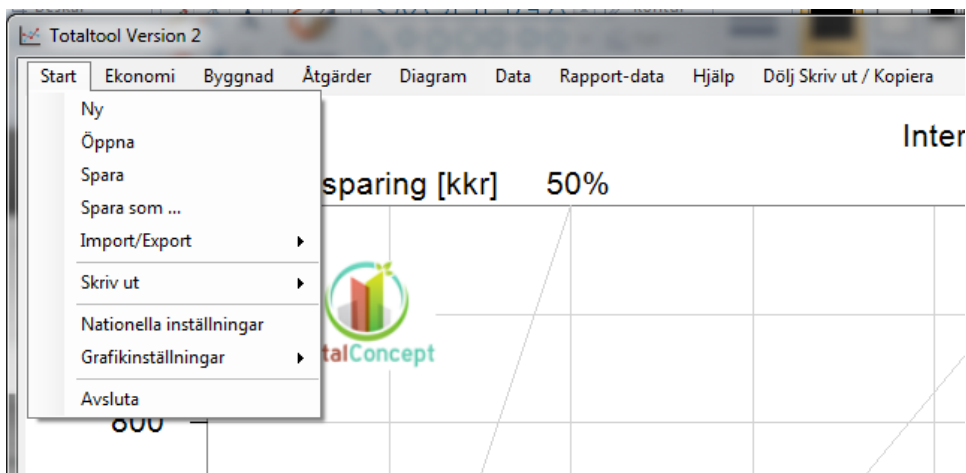 Totaltool Version 2
Start Ekonomi Byggnad Åtgärder Diagram Data Rapport-data Hjälp Dölj Skriv ut / Kopiera
Ny
Öppna
Spara
Spara som ...
Import/Export
Skriv ut
Nationella inställningar
Grafikinställningar
Avsluta
Inter
sparing [kkr] 50%
talConcept
800